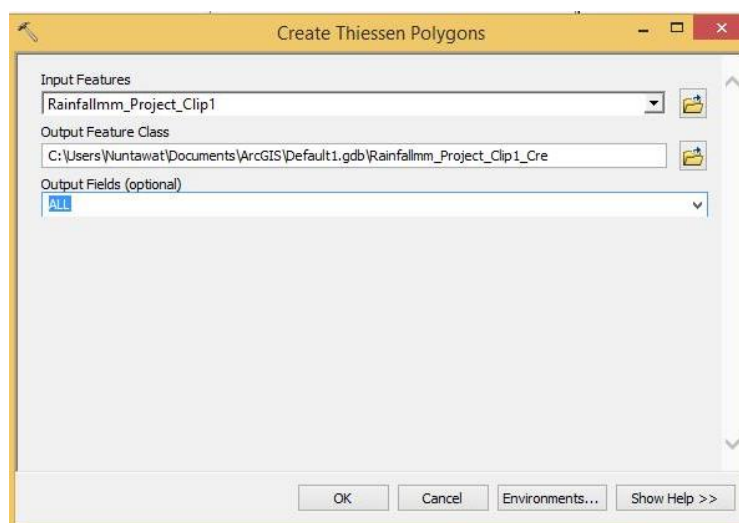 Create Thiessen Polygons
Input Features
Rainfallmm_Project_Clip1
Output Feature Class
C:\Users\Nuntawat\Documents\ArcGIS\Default1.gdb\Rainfallmm_Project_Clip1_Cre
Output Fields (optional)
ALL
OK Cancel Environments... Show Help >>